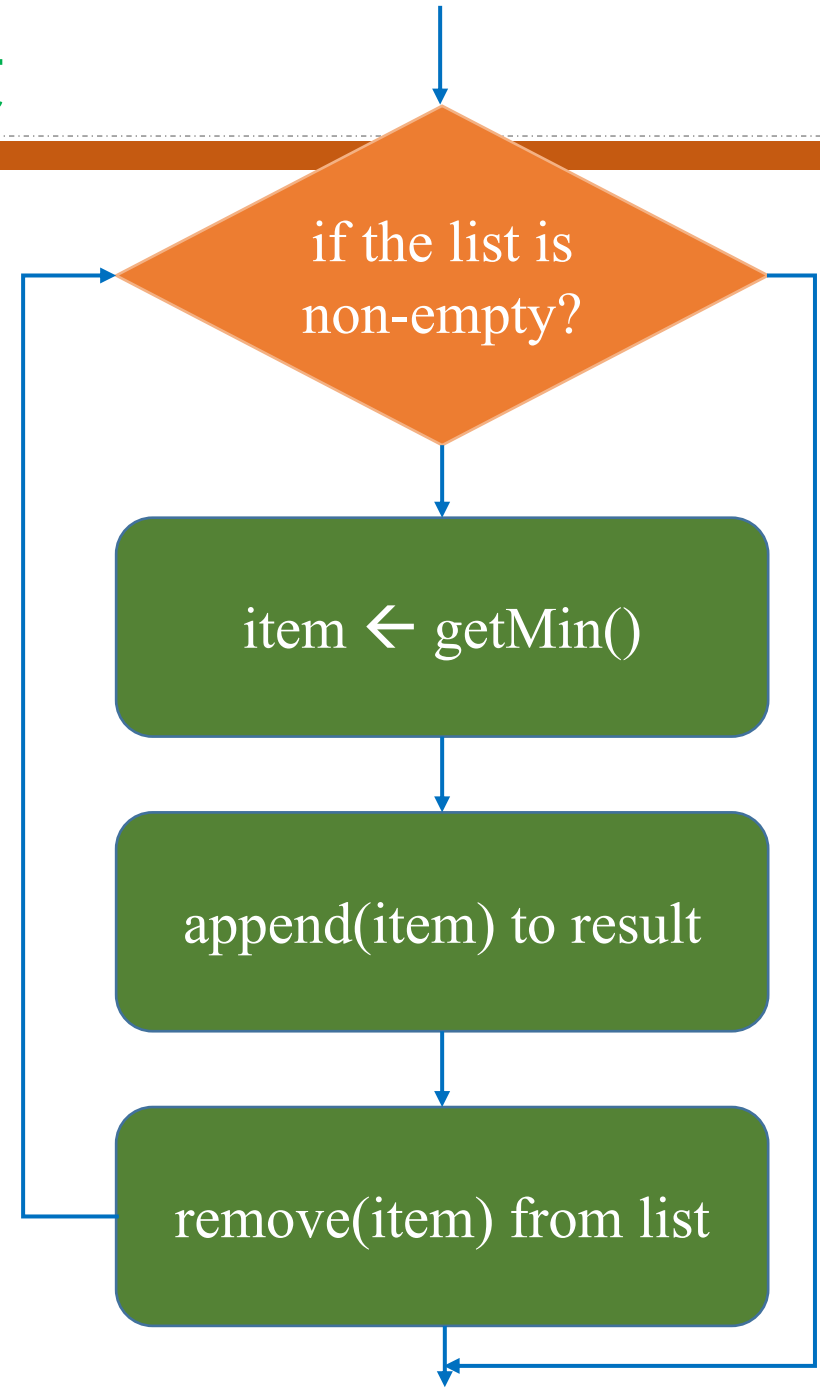 if the list is
non-empty?
item ← getMin()
append(item) to result
remove(item) from list